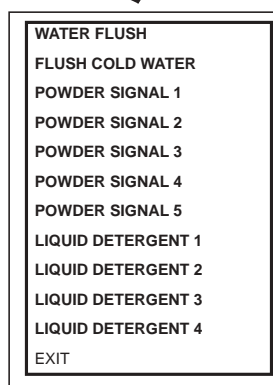 WATER FLUSH
FLUSH COLD WATER
POWDER SIGNAL 1
POWDER SIGNAL 2
POWDER SIGNAL 3
POWDER SIGNAL 4
POWDER SIGNAL 5
LIQUID DETERGENT 1
LIQUID DETERGENT 2
LIQUID DETERGENT 3
LIQUID DETERGENT 4
EXIT